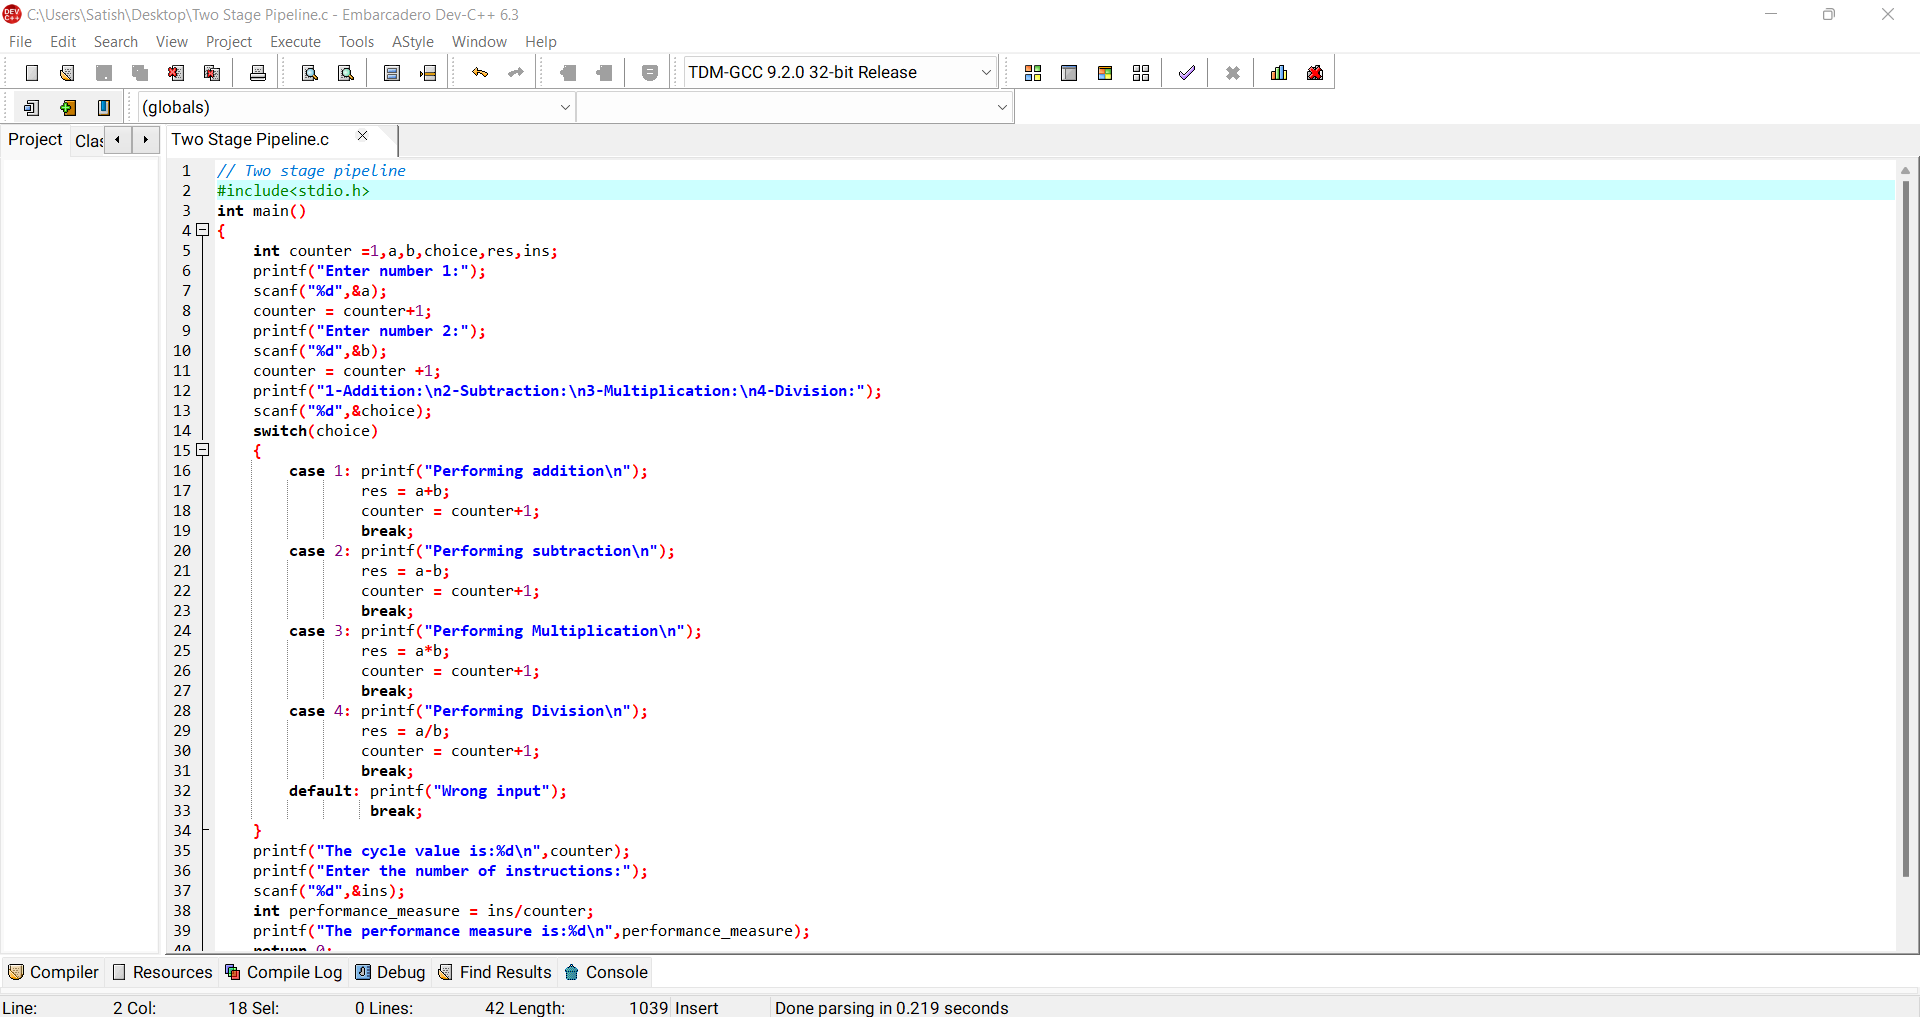 C:\Users\Satish\Desktop\Two Stage Pipeline.c - Embarcadero Dev-C++ 6.3
File Edit Search View Project Execute Tools AStyle Window Help
TDM-GCC 9.2.0 32-bit Release
(globals)
Project Clas Two Stage Pipeline.c
1 // Two stage pipeline
2 #include<stdio.h>
3 int main()
4 {
5 int counter =1,a,b,choice,res,ins;
6 printf("Enter number 1:");
7 scanf("%d",&a);
8 counter = counter+1;
9 printf("Enter number 2:");
10 scanf("%d",&b);
11 counter = counter +1;
12 printf("1-Addition:\n2-Subtraction:\n3-Multiplication:\n4-Division:");
13 scanf("%d",&choice);
14 switch(choice)
15 {
16 case 1: printf("Performing addition\n");
17 res = a+b;
18 counter = counter+1;
19 break;
20 case 2: printf("Performing subtraction\n");
21 res = a-b;
22 counter = counter+1;
23 break;
24 case 3: printf("Performing Multiplication\n");
25 res = a*b;
26 counter = counter+1;
27 break;
28 case 4: printf("Performing Division\n");
29 res = a/b;
30 counter = counter+1;
31 break;
32 default: printf("Wrong input");
33 break;
34 }
35 printf("The cycle value is:%d\n",counter);
36 printf("Enter the number of instructions:");
37 scanf("%d",&ins);
38 int performance_measure = ins/counter;
39 printf("The performance measure is:%d\n",performance_measure);
40 return 0;
Compiler Resources Compile Log Debug Find Results Console
Line: 2 Col: 18 Sel: 0 Lines: 42 Length: 1039 Insert Done parsing in 0.219 seconds